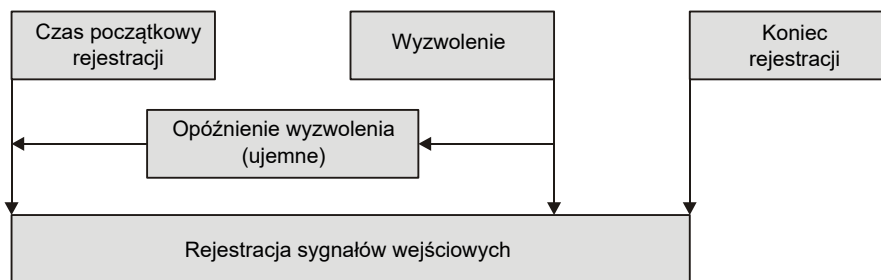 Czas początkowy
rejestracji
Wyzwolenie
Koniec
rejestracji
Opóźnienie wyzwolenia
(ujemne)
Rejestracja sygnałów wejściowych